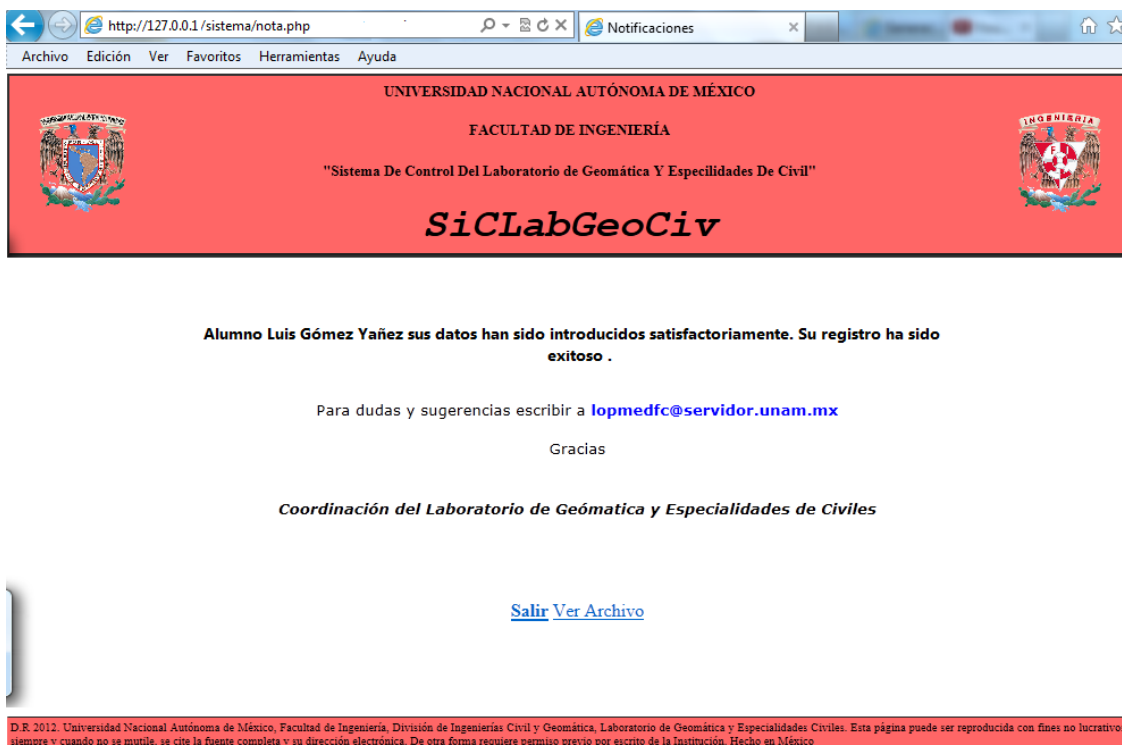 http://127.0.0.1/sistema/nota.php
Notificaciones
Archivo Edición Ver Favoritos Herramientas Ayuda
UNIVERSIDAD NACIONAL AUTÓNOMA DE MÉXICO
FACULTAD DE INGENIERÍA
INGENIERIA
"Sistema De Control Del Laboratorio de Geomática Y Especilidades De Civil"
SiCLabGeoCiv
Alumno Luis Gómez Yañez sus datos han sido introducidos satisfactoriamente. Su registro ha sido
exitoso .
Para dudas y sugerencias escribir a lopmedfc@servidor.unam.mx
Gracias
Coordinación del Laboratorio de Geómatica y Especialidades de Civiles
Salir Ver Archivo
D.R 2012. Universidad Nacional Autónoma de México, Facultad de Ingeniería, División de Ingenierías Civil y Geomática, Laboratorio de Geomática y Especialidades Civiles. Esta página puede ser reproducida con fines no lucrativos
siempre y cuando no se mutile, se cite la fuente completa y su dirección electrónica. De otra forma requiere permiso previo por escrito de la Institución. Hecho en México